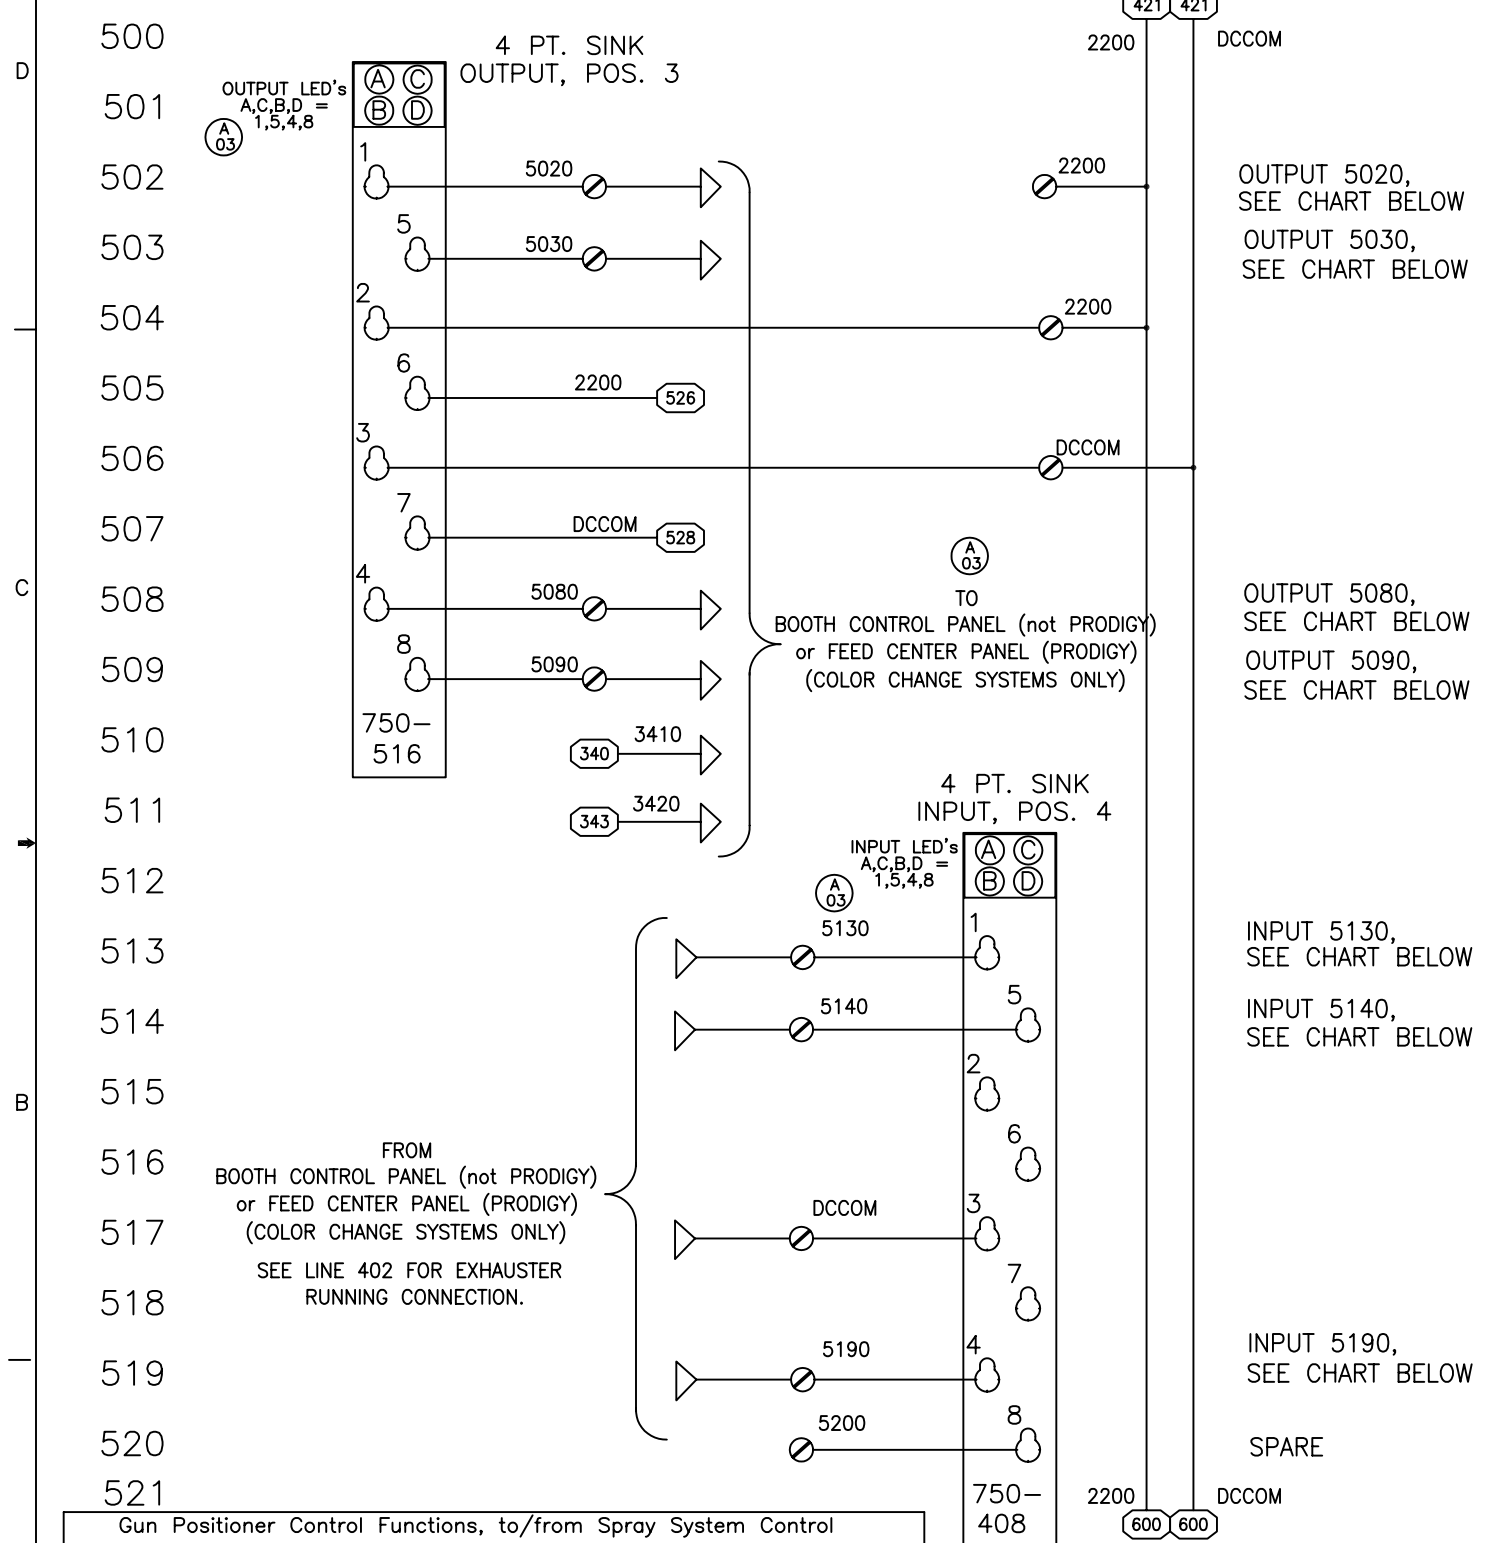 421 421
500
2200
DCCOM
4 PT. SINK
OUTPUT, POS. 3
D
OUTPUT LED's
A,C,B,D =
1,5,4,8
A C
B D
501
A
03
1
502
5020
2200
OUTPUT 5020,
SEE CHART BELOW
5
503
5030
OUTPUT 5030,
SEE CHART BELOW
2
504
2200
6
505
2200
526
3
506
DCCOM
7
507
DCCOM
528
A
03
C
4
508
5080
TO
BOOTH CONTROL PANEL (not PRODIGY)
or FEED CENTER PANEL (PRODIGY)
(COLOR CHANGE SYSTEMS ONLY)
OUTPUT 5080,
SEE CHART BELOW
8
509
5090
OUTPUT 5090,
SEE CHART BELOW
750-
516
510
340
3410
511
343
3420
4 PT. SINK
INPUT, POS. 4
INPUT LED's
A,C,B,D =
1,5,4,8
A C
B D
512
A
03
1
513
5130
INPUT 5130,
SEE CHART BELOW
5
514
5140
INPUT 5140,
SEE CHART BELOW
2
515
B
6
516
FROM
BOOTH CONTROL PANEL (not PRODIGY)
or FEED CENTER PANEL (PRODIGY)
(COLOR CHANGE SYSTEMS ONLY)
SEE LINE 402 FOR EXHAUSTER
RUNNING CONNECTION.
3
517
DCCOM
7
518
4
519
5190
INPUT 5190,
SEE CHART BELOW
8
520
5200
SPARE
521
750-
408
2200
DCCOM
600 600
Gun Positioner Control Functions, to/from Spray System Control